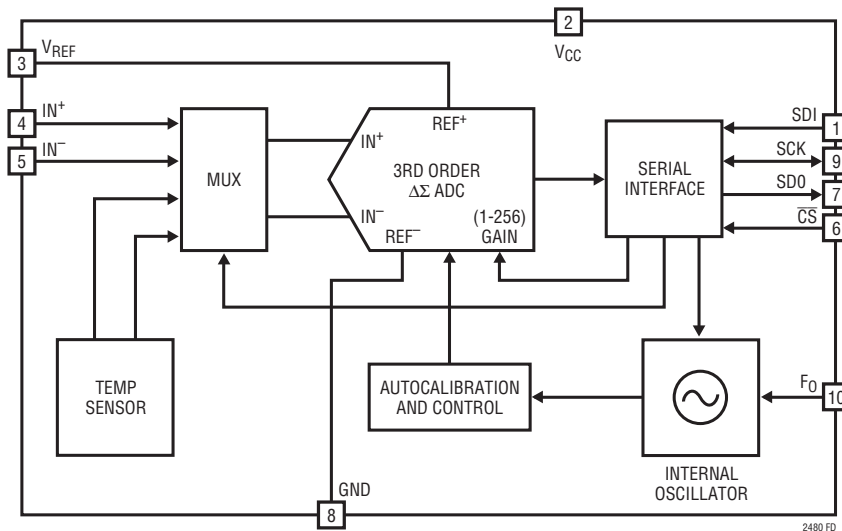 2
VCC
3
VREF
4
IN+
5
IN−
MUX
REF+
IN+
3RD ORDER
ΔΣ ADC
IN−
REF−
(1-256)
GAIN
SERIAL
INTERFACE
SDI
1
SCK
9
SD0
7
CS
6
TEMP
SENSOR
AUTOCALIBRATION
AND CONTROL
FO
10
INTERNAL
OSCILLATOR
GND
8
2480 FD